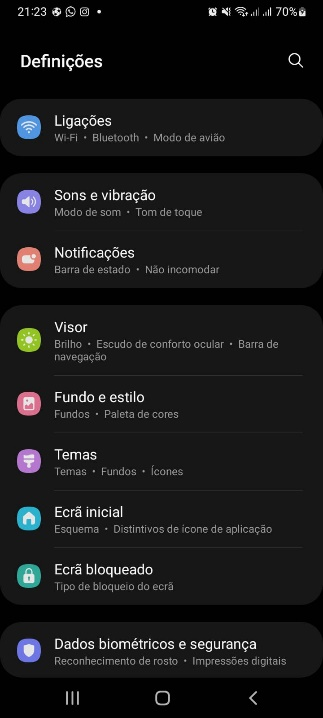 21:23
70%
Definições
Ligações
Wi-Fi • Bluetooth • Modo de avião
Sons e vibração
Modo de som • Tom de toque
Notificações
Barra de estado • Não incomodar
Visor
Brilho • Escudo de conforto ocular • Barra de
navegação
Fundo e estilo
Fundos • Paleta de cores
Temas
Temas • Fundos • Ícones
Ecrã inicial
Esquema • Distintivos de ícone de aplicação
Ecrã bloqueado
Tipo de bloqueio do ecrã
Dados biométricos e segurança
Reconhecimento de rosto • Impressões digitais